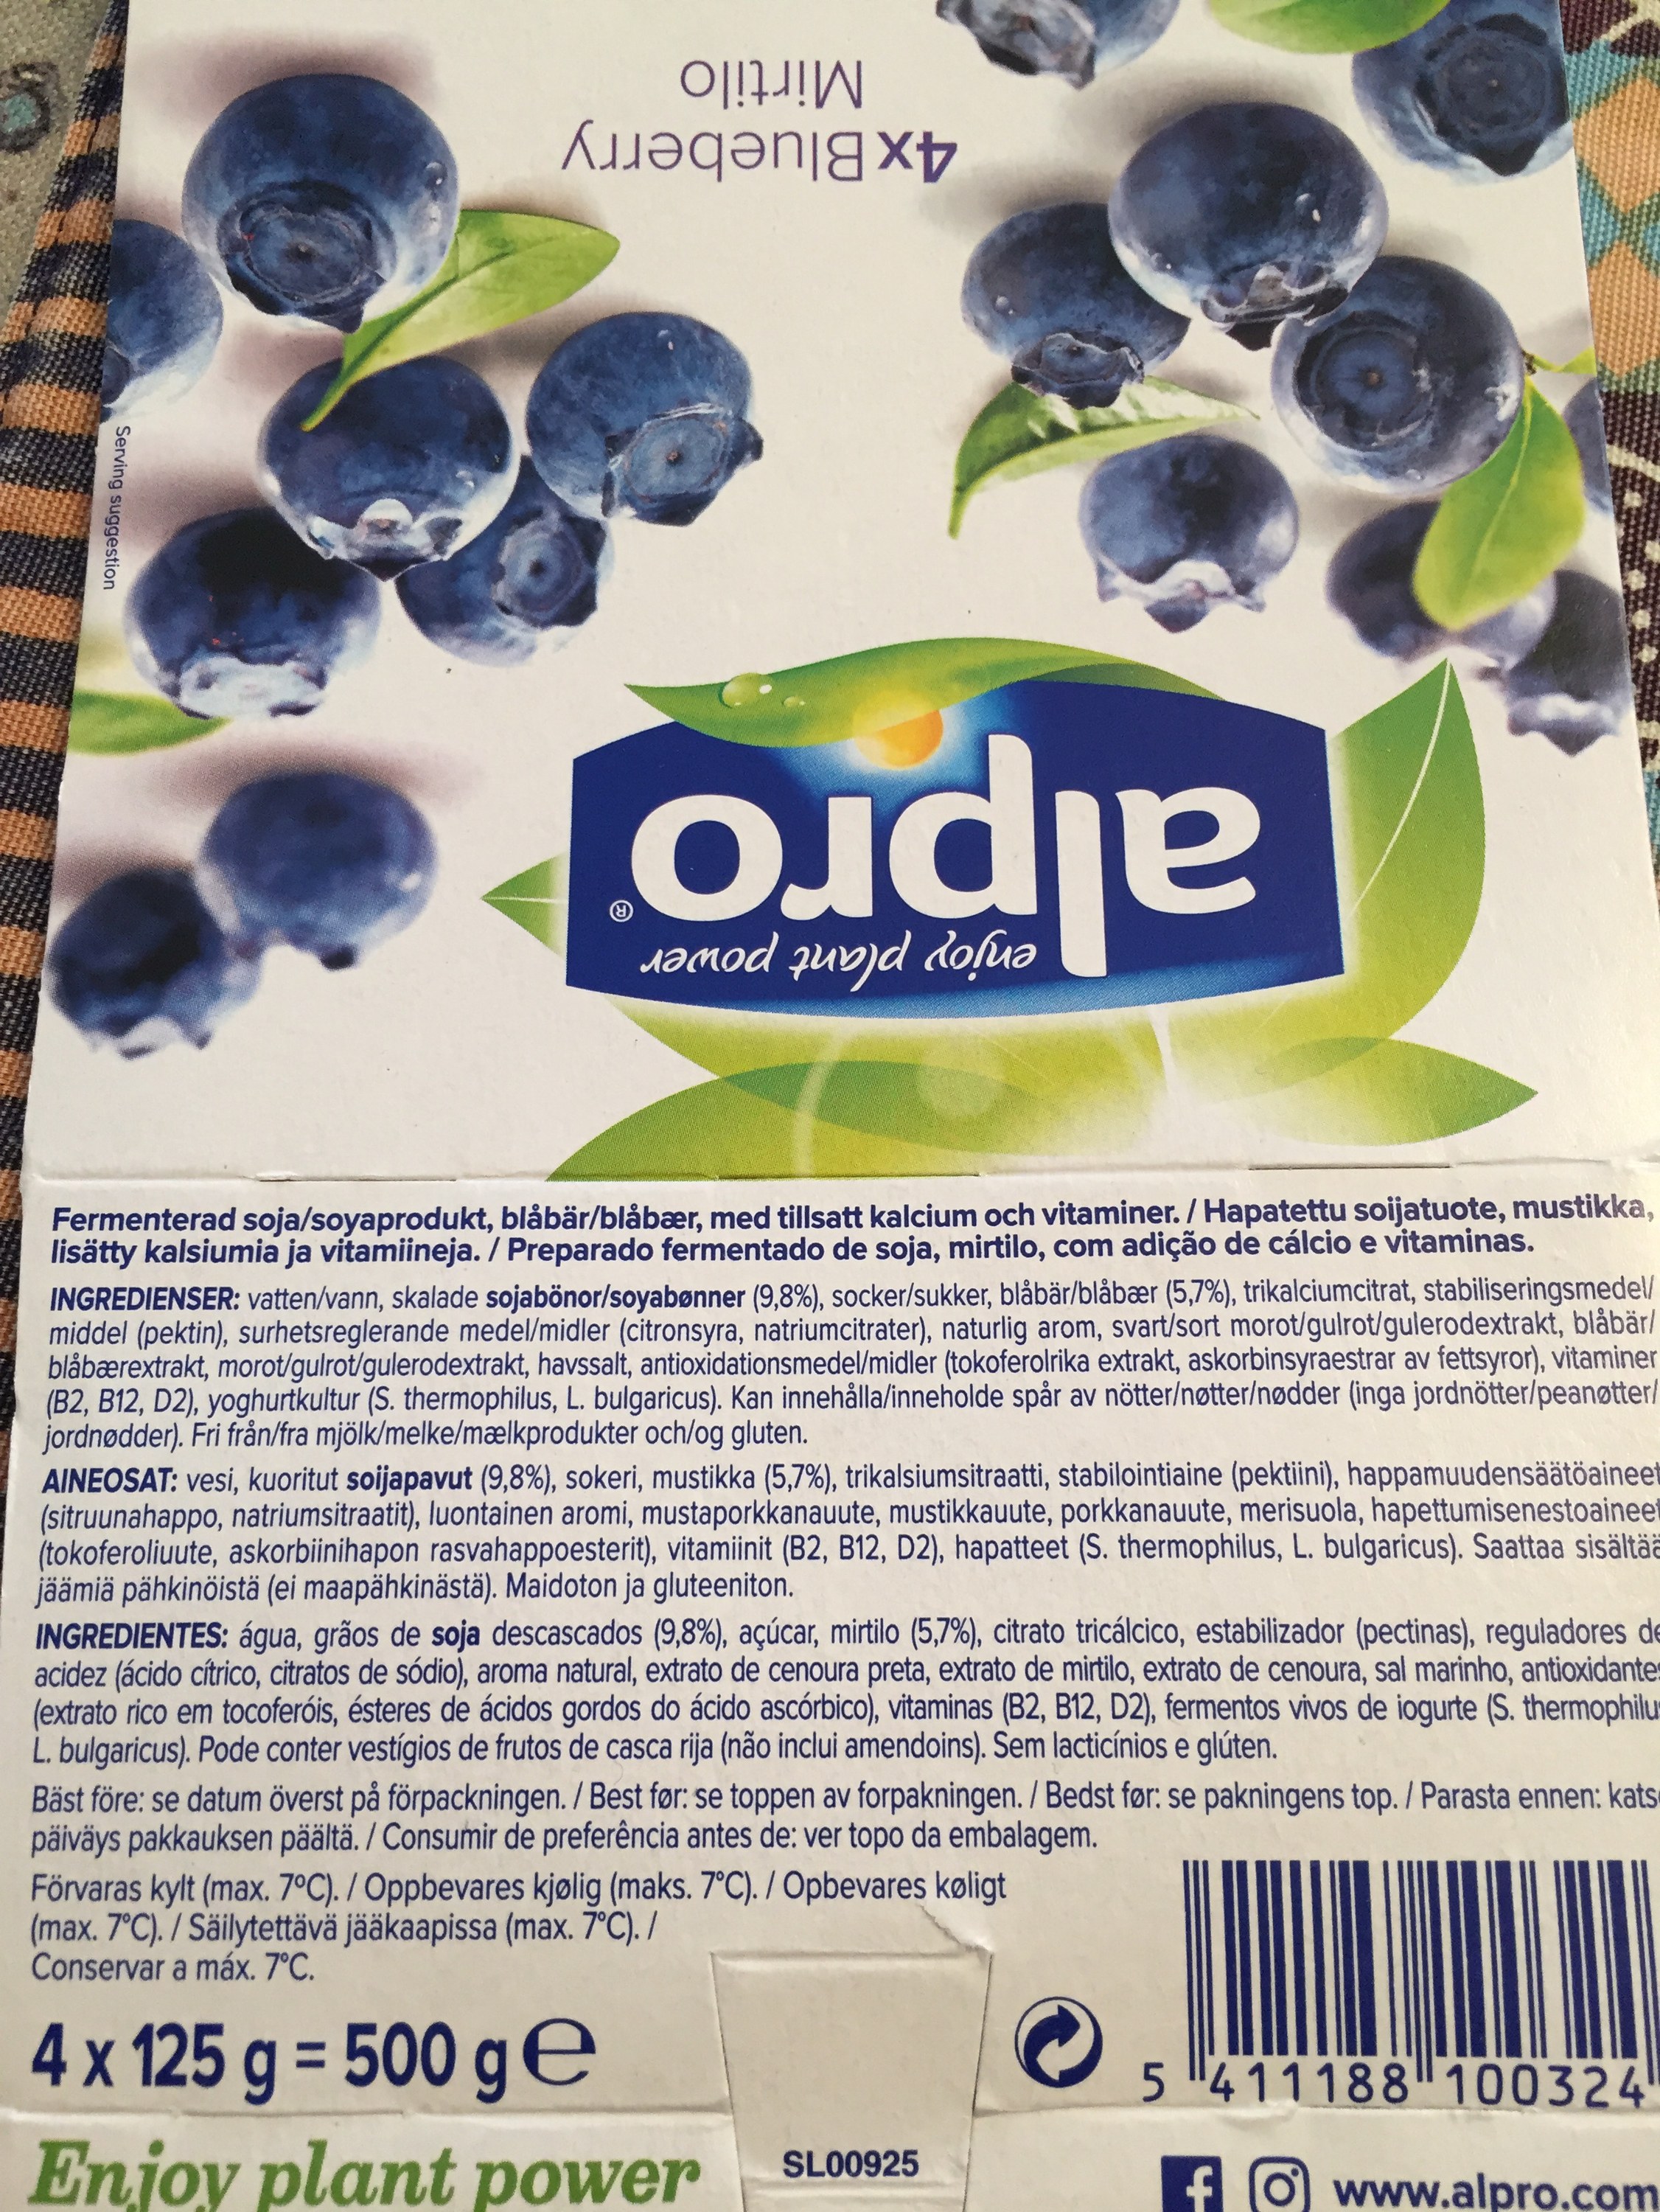 4x Blueberry
Mirtilo
Serving suggestion
alpro®
enjoy plant power
Fermenterad soja/soyaprodukt, blåbär/blåbær, med tillsatt kalcium och vitaminer. / Hapatettu soijatuote, mustikka,
lisätty kalsiumia ja vitamiineja. / Preparado fermentado de soja, mirtilo, com adição de cálcio e vitaminas.
INGREDIENSER: vatten/vann, skalade sojabönor/soyabønner (9,8%), socker/sukker, blåbär/blåbær (5,7%), trikalciumcitrat, stabiliseringsmedel/
middel (pektin), surhetsreglerande medel/midler (citronsyra, natriumcitrater), naturlig arom, svart/sort morot/gulrot/gulerodextrakt, blåbär/
blåbærextrakt, morot/gulrot/gulerodextrakt, havssalt, antioxidationsmedel/midler (tokoferolrika extrakt, askorbinsyraestrar av fettsyror), vitaminer
(B2, B12, D2), yoghurtkultur (S. thermophilus, L. bulgaricus). Kan innehålla/inneholde spår av nötter/nøtter/nødder (inga jordnötter/peanøtter/
jordnødder). Fri från/fra mjölk/melke/mælkprodukter och/og gluten.
AINEOSAT: vesi, kuoritut soijapavut (9,8%), sokeri, mustikka (5,7%), trikalsiumsitraatti, stabilointiaine (pektiini), happamuudensäätöaineet
(sitruunahappo, natriumsitraatit), luontainen aromi, mustaporkkanauute, mustikkauute, porkkanauute, merisuola, hapettumisenestoaineet
(tokoferoliuute, askorbiinihapon rasvahappoesterit), vitamiinit (B2, B12, D2), hapatteet (S. thermophilus, L. bulgaricus). Saattaa sisältää
jäämiä pähkinöistä (ei maapähkinästä). Maidoton ja gluteeniton.
INGREDIENTES: água, grãos de soja descascados (9,8%), açúcar, mirtilo (5,7%), citrato tricálcico, estabilizador (pectinas), reguladores de
acidez (ácido cítrico, citratos de sódio), aroma natural, extrato de cenoura preta, extrato de mirtilo, extrato de cenoura, sal marinho, antioxidantes
(extrato rico em tocoferóis, ésteres de ácidos gordos do ácido ascórbico), vitaminas (B2, B12, D2), fermentos vivos de iogurte (S. thermophilu
L. bulgaricus). Pode conter vestígios de frutos de casca rija (não inclui amendoins). Sem lacticínios e glúten.
Bäst före: se datum överst på förpackningen. / Best før: se toppen av forpakningen. / Bedst før: se pakningens top. / Parasta ennen: kats
päiväys pakkauksen päältä. / Consumir de preferência antes de: ver topo da embalagem.
Förvaras kylt (max. 7°C). / Oppbevares kjølig (maks. 7°C). / Opbevares køligt
(max. 7°C). / Säilytettävä jääkaapissa (max. 7°C). /
Conservar a máx. 7°C.
4 x 125 g = 500 g e
5 411188 100324
Enjoy plant power
SL00925
www.alpro.com